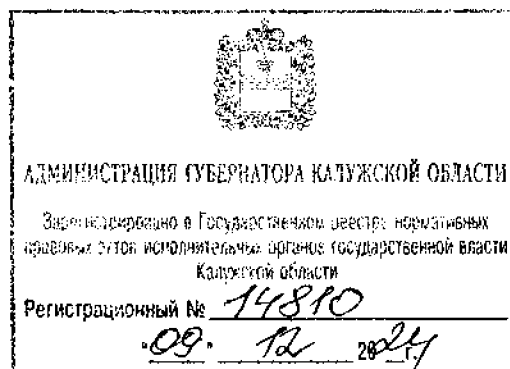 АДМИНИСТРАЦИЯ ГУБЕРНАТОРА КАЛУЖСКОЙ ОБЛАСТИ
Зарегистрировано в Государственном реестре нормативных
правовых актов исполнительных органов государственной власти
Калужской области
Регистрационный № 14810
"09" 12 2024 г.